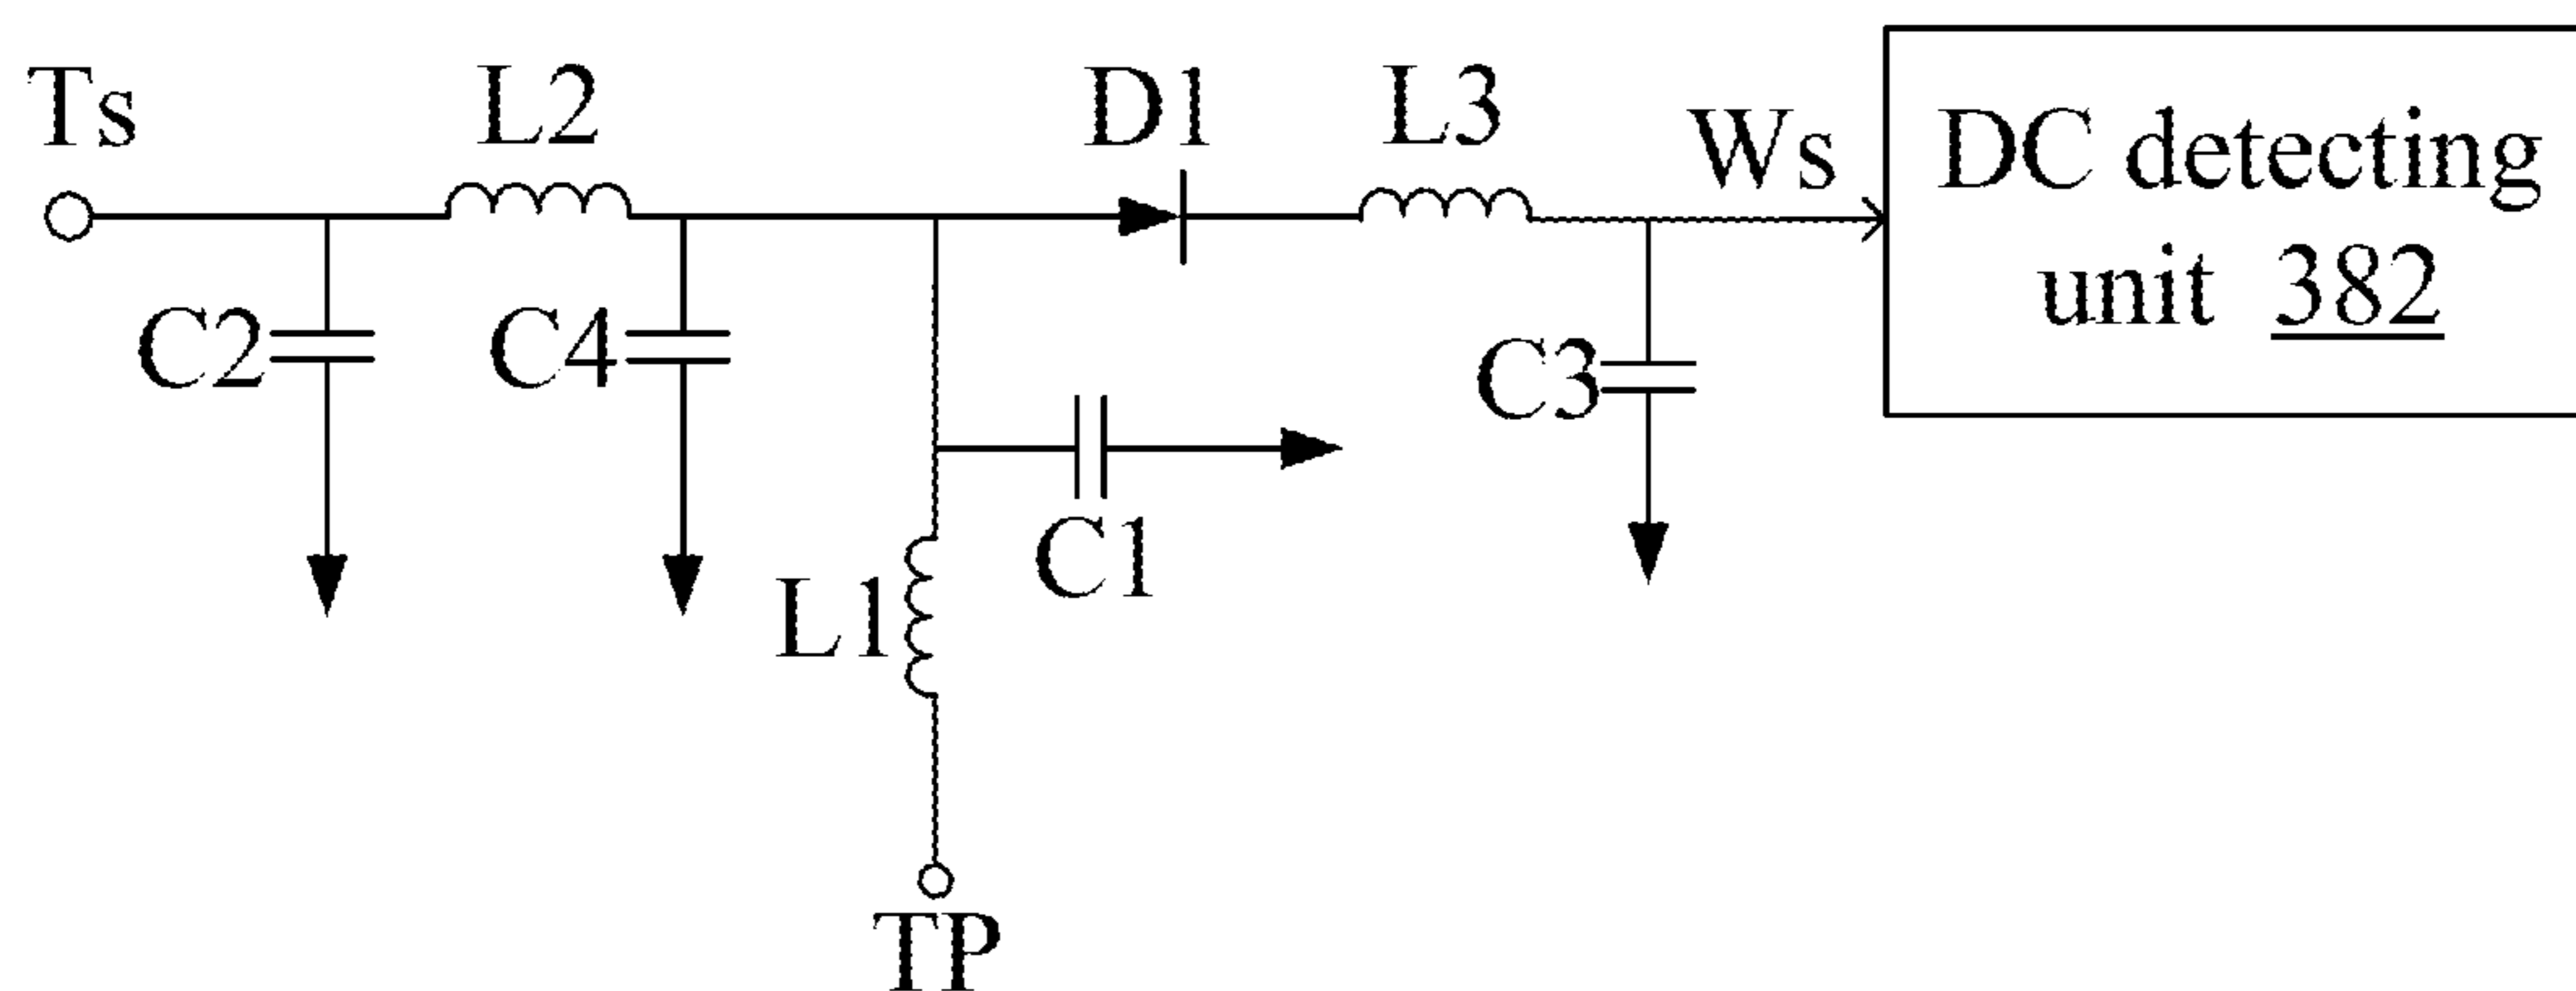 Ts
L2
D1
L3
Ws
DC detecting
unit 382
C2
C4
C3
C1
L1
TP